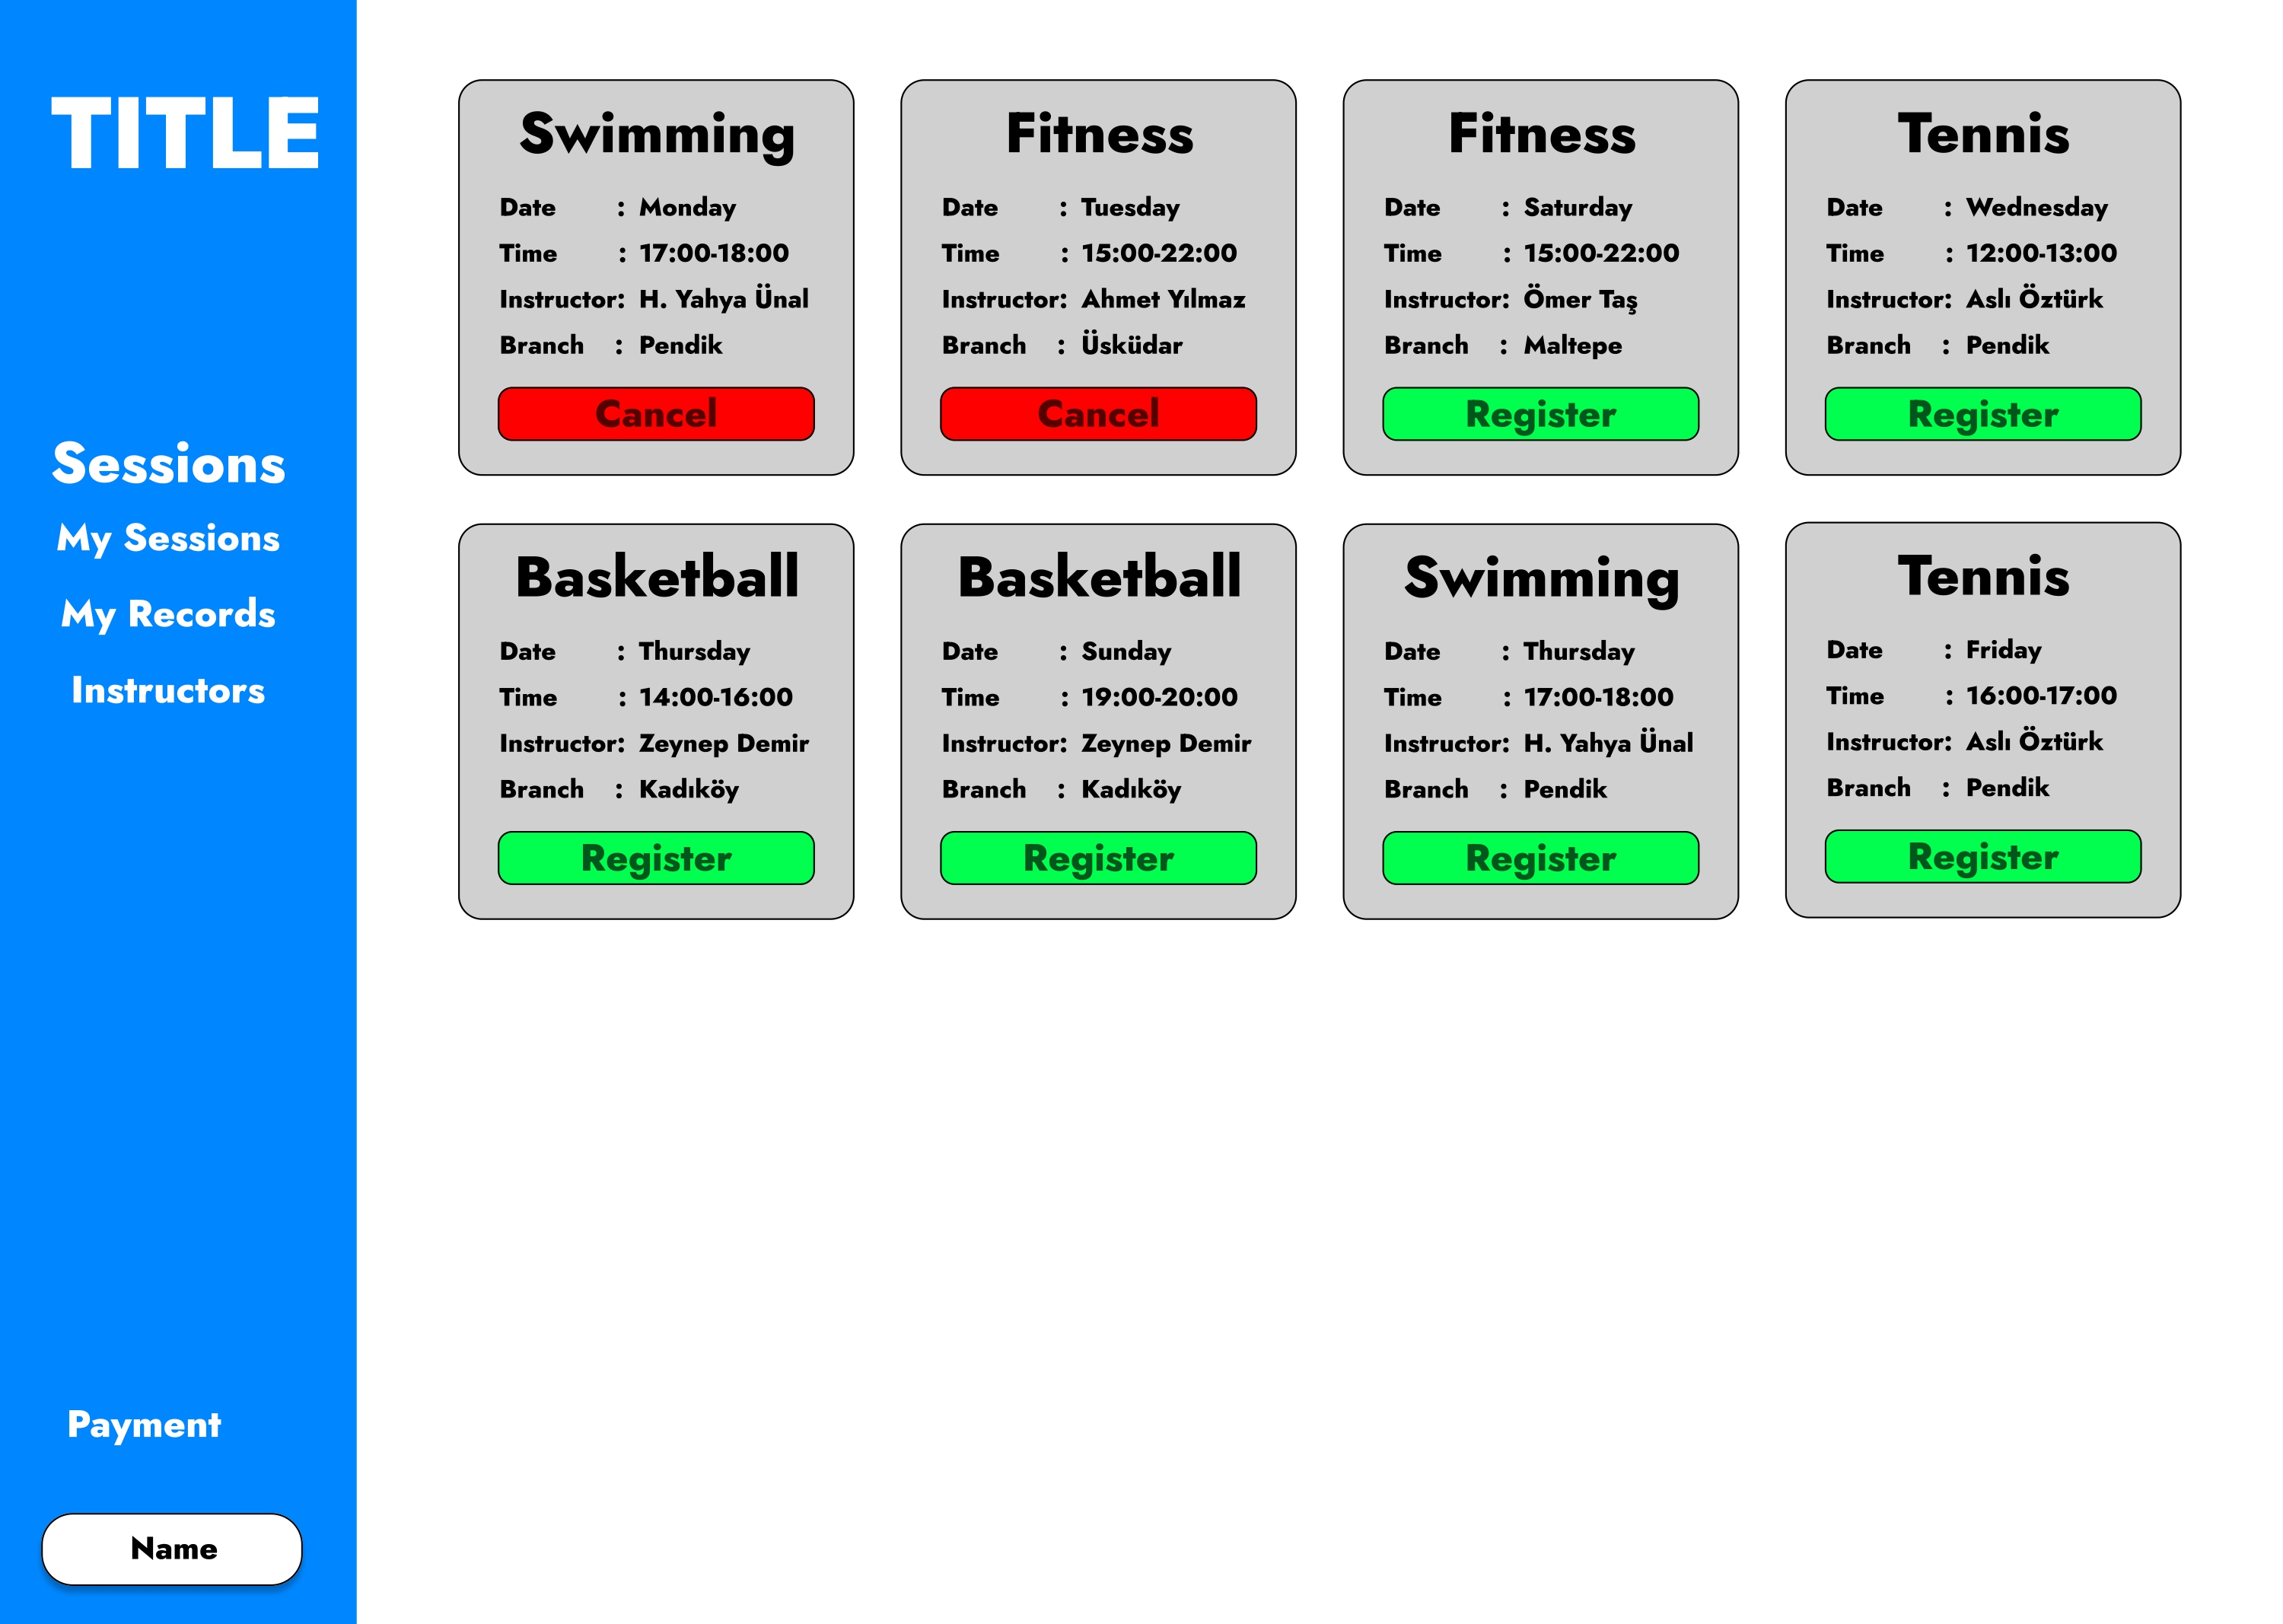 TITLE
Sessions
My Sessions
My Records
Instructors
Payment
Name
Swimming
Date : Monday
Time : 17:00-18:00
Instructor: H. Yahya Ünal
Branch : Pendik
Cancel
Fitness
Date : Tuesday
Time : 15:00-22:00
Instructor: Ahmet Yılmaz
Branch : Üsküdar
Cancel
Fitness
Date : Saturday
Time : 15:00-22:00
Instructor: Ömer Taş
Branch : Maltepe
Register
Tennis
Date : Wednesday
Time : 12:00-13:00
Instructor: Aslı Öztürk
Branch : Pendik
Register
Basketball
Date : Thursday
Time : 14:00-16:00
Instructor: Zeynep Demir
Branch : Kadıköy
Register
Basketball
Date : Sunday
Time : 19:00-20:00
Instructor: Zeynep Demir
Branch : Kadıköy
Register
Swimming
Date : Thursday
Time : 17:00-18:00
Instructor: H. Yahya Ünal
Branch : Pendik
Register
Tennis
Date : Friday
Time : 16:00-17:00
Instructor: Aslı Öztürk
Branch : Pendik
Register